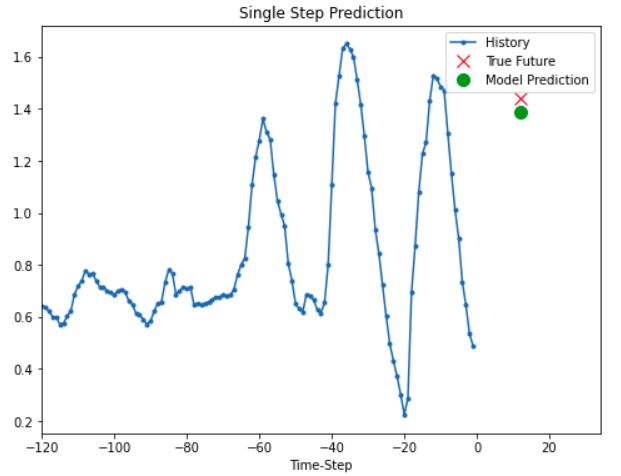 Single Step Prediction
History
True Future
Model Prediction
1.6
1.4
1.2
1.0
0.8
0.6
0.4
0.2
−120 −100 −80 −60 −40 −20 0 20
Time-Step